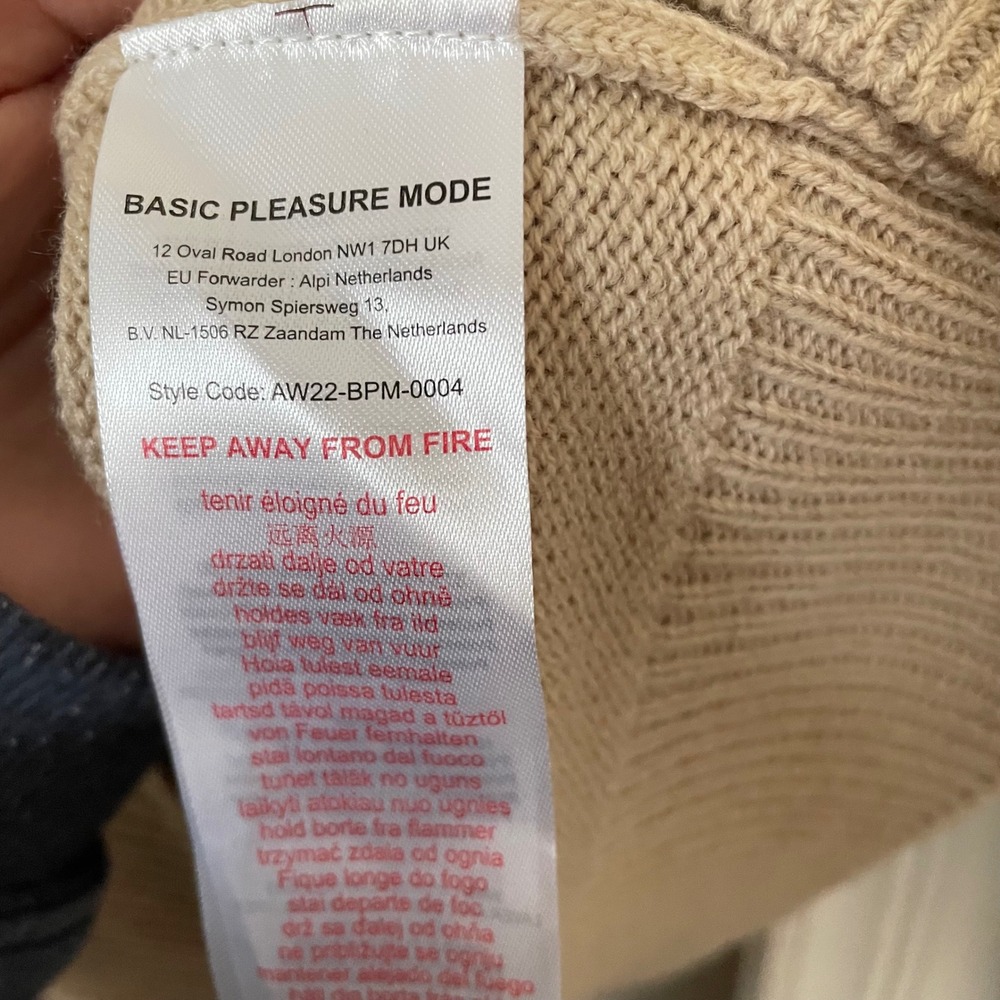 BASIC PLEASURE MODE
12 Oval Road London NW1 7DH UK
EU Forwarder : Alpi Netherlands
Symon Spiersweg 13,
B.V. NL-1506 RZ Zaandam The Netherlands
Style Code: AW22-BPM-0004
KEEP AWAY FROM FIRE
tenir éloigné du feu
远离火源
držati dalje od vatre
držte se dál od ohně
holdes væk fra ild
blijf weg van vuur
Hoia tulest eemale
pidä poissa tulesta
tartsd távol magad a tűztől
von Feuer fernhalten
stai lontano dal fuoco
tunet tālāk no uguns
laikyti atokiau nuo ugnies
hold borte fra flammer
trzymać zdala od ognia
Fique longe do fogo
stai departe de foc
drž sa ďalej od ohňa
ne približujte se ognju
mantener alejado del fuego